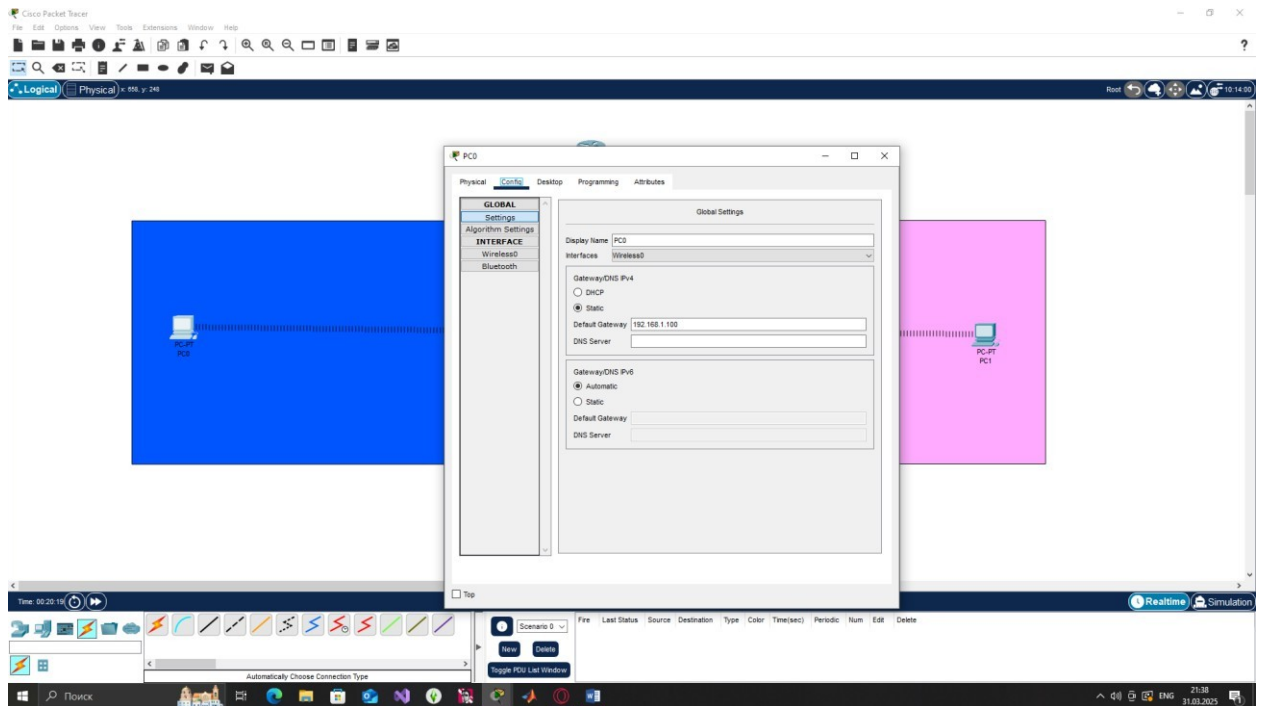 Cisco Packet Tracer
File Edit Options View Tools Extensions Window Help
?
Logical Physical x: 658, y: 248
Root 10:14:00
PC0
Physical Config Desktop Programming Attributes
GLOBAL
Settings
Algorithm Settings
INTERFACE
Wireless0
Bluetooth
Global Settings
Display Name PC0
Interfaces Wireless0
Gateway/DNS IPv4
DHCP
Static
Default Gateway 192.168.1.100
DNS Server
Gateway/DNS IPv6
Automatic
Static
Default Gateway
DNS Server
Top
PC-PT
PC0
PC-PT
PC1
Time: 00:20:19
Realtime Simulation
Scenario 0
New Delete
Toggle PDU List Window
Fire Last Status Source Destination Type Color Time(sec) Periodic Num Edit Delete
Automatically Choose Connection Type
Поиск
ENG
21:38
31.03.2025